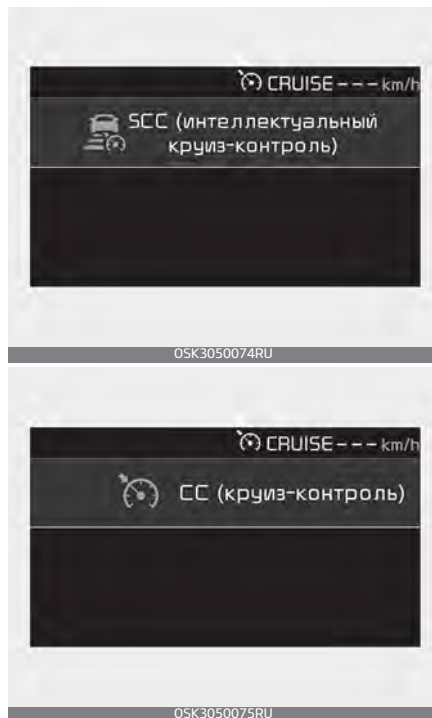 CRUISE --- km/h
SCC (интеллектуальный
круиз-контроль)
OSK3050074RU
CRUISE --- km/h
CC (круиз-контроль)
OSK3050075RU